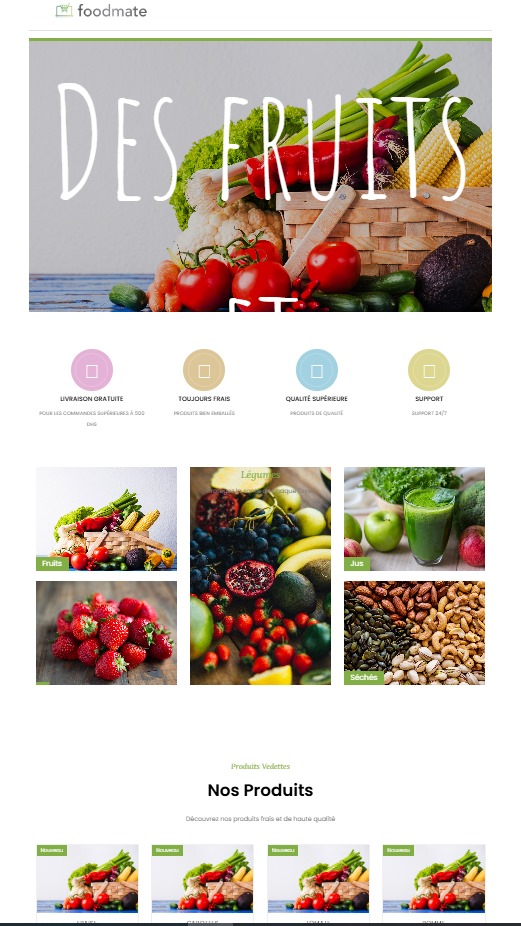 foodmate
DES FRUITS
ET
LIVRAISON GRATUITE
POUR LES COMMANDES SUPÉRIEURES À 500
DHS
TOUJOURS FRAIS
PRODUITS BIEN EMBALLÉS
QUALITÉ SUPÉRIEURE
PRODUITS DE QUALITÉ
SUPPORT
SUPPORT 24/7
Légumes
Fruits
Jus
Séchés
Produits Vedettes
Nos Produits
Découvrez nos produits frais et de haute qualité
Nouveau
Nouveau
Nouveau
Nouveau